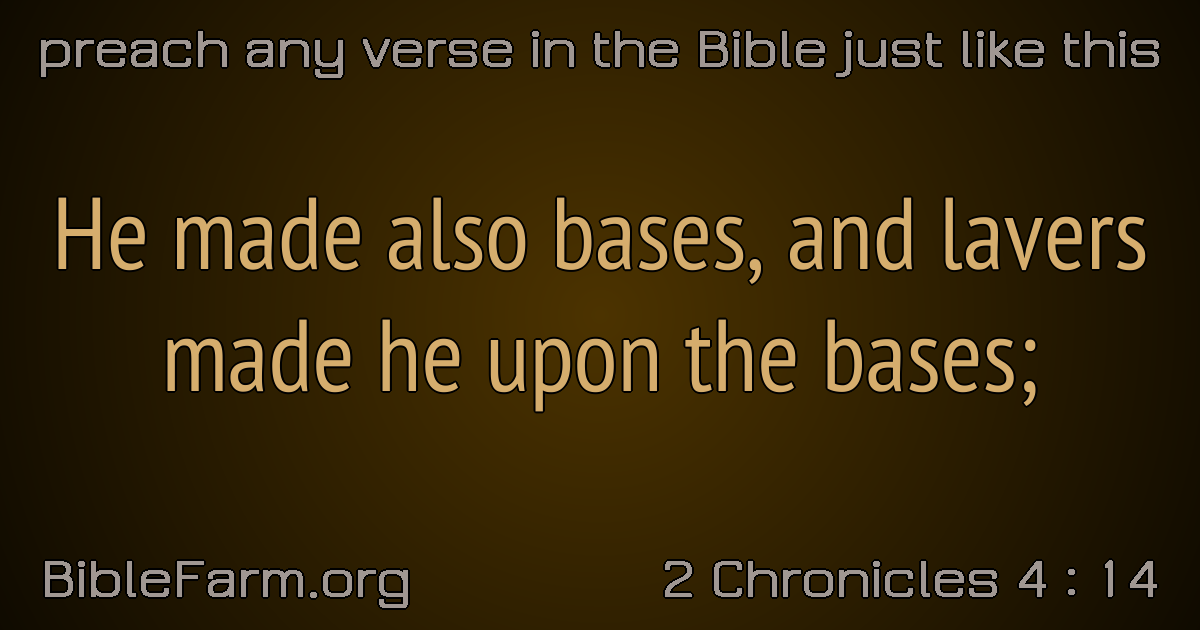 preach any verse in the Bible just like this
He made also bases, and lavers
made he upon the bases;
BibleFarm.org
2 Chronicles 4 : 14